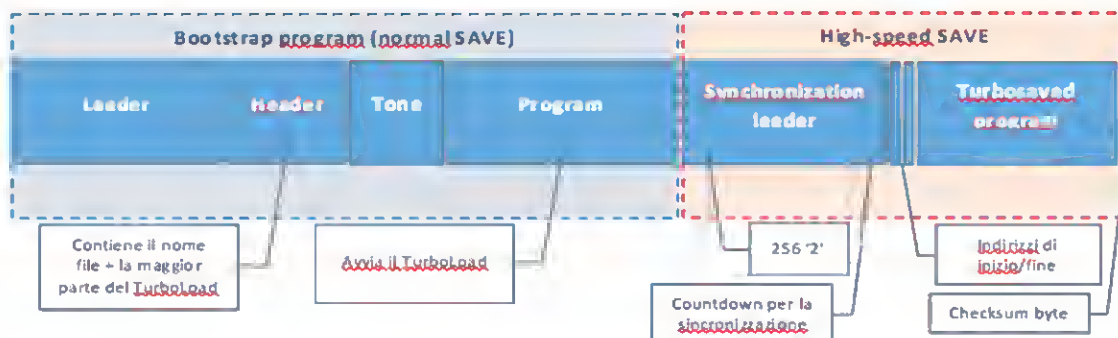 Bootstrap program (normal SAVE)
High-speed SAVE
Leader
Header
Tone
Program
Synchronization
leader
Turbosaved
program
Contiene il nome
file + la maggior
parte del TurboLoad
Avvia il TurboLoad
256 '2'
Countdown per la
sincronizzazione
Indirizzi di
inizio/fine
Checksum byte